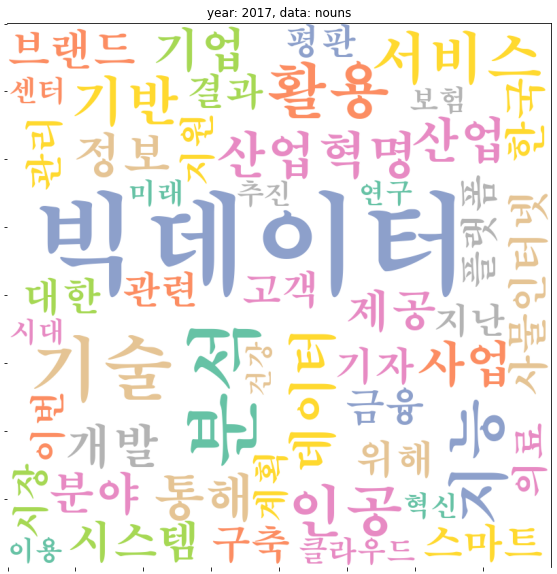 year: 2017, data: nouns
브랜드
기업
평판
서비스
센터
기반
결과
활용
보험
한국
관리
정보
지원
산업혁명
산업
미래
추진
연구
플랫폼
빅데이터
사물인터넷
대한
관련
고객
제공
지난
시대
기술
분석
건강
데이터
기자
사업
이번
개발
금융
위해
지능
의료
시장
분야
통해
계획
인공
혁신
이용
시스템
구축
클라우드
스마트